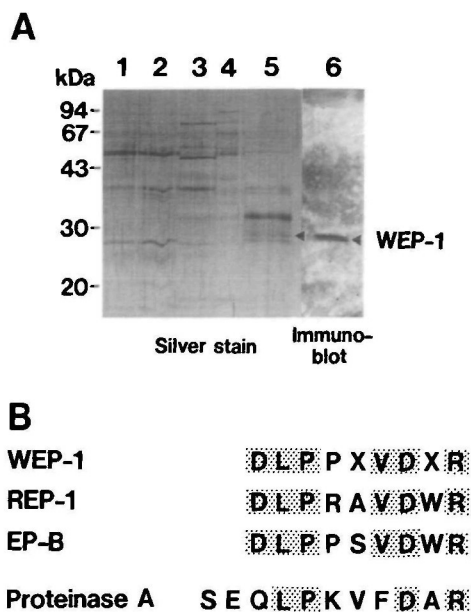 A
kDa 1 2 3 4 5 6
94-
67-
43-
30-
WEP-1
20-
Silver stain
Immuno-
blot
B
WEP-1 DLPPXVDXR
REP-1 DLPRAVDWR
EP-B DLPPSVDWR
Proteinase A SEQLPKVFDAR